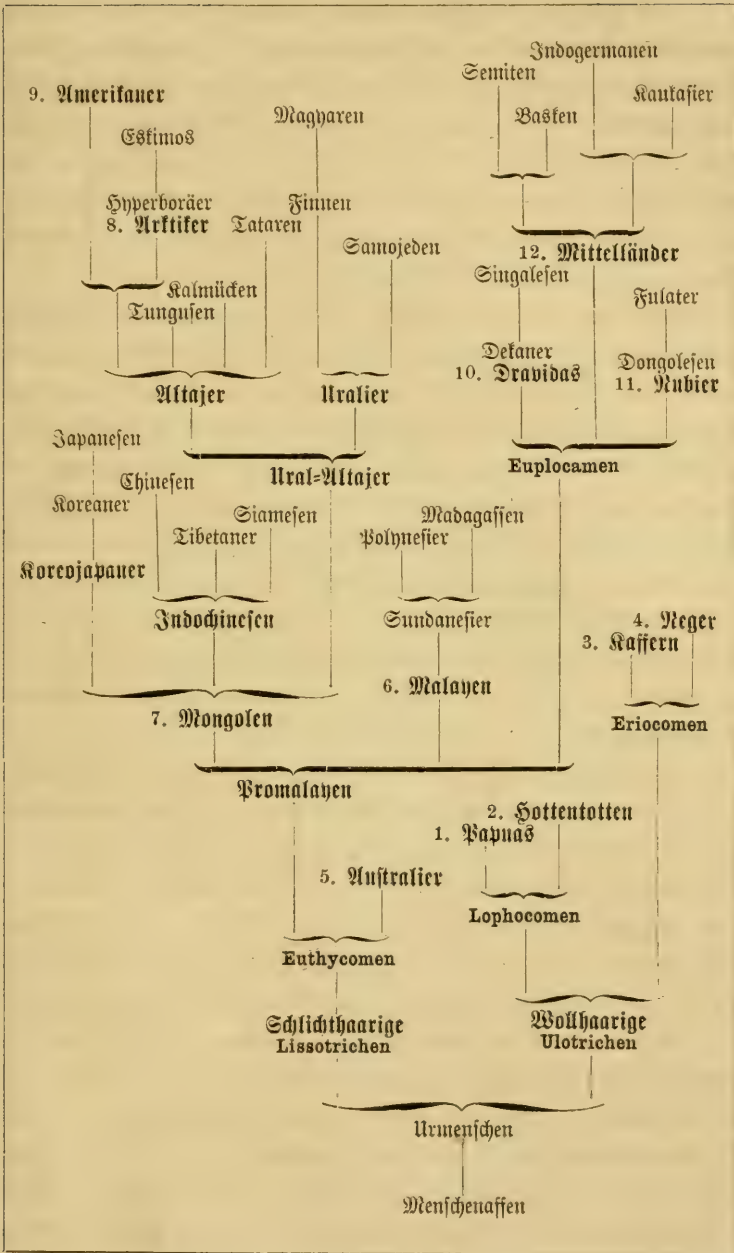 Indogermanen
Semiten
Kaukasier
9. Amerikaner
Basken
Magyaren
Eskimos
Hyperboräer
8. Arktiker
Tataren
Finnen
12. Mittelländer
Samojeden
Singalesen
Kalmücken
Fulater
Tungusen
Dekaner
10. Dravidas
Dongolesen
11. Nubier
Altajer
Uralier
Japanesen
Euplocamen
Ural-Altajer
Chinesen
Koreaner
Siamesen
Madagassen
Tibetaner
Polynesier
Koreojapaner
Indochinesen
Sundanesier
4. Neger
3. Kaffern
6. Malayen
7. Mongolen
Eriocomen
Promalayen
2. Hottentotten
1. Papuas
5. Australier
Lophocomen
Euthycomen
Schlichthaarige
Lissotrichen
Wollhaarige
Ulotrichen
Urmenschen
Menschenaffen